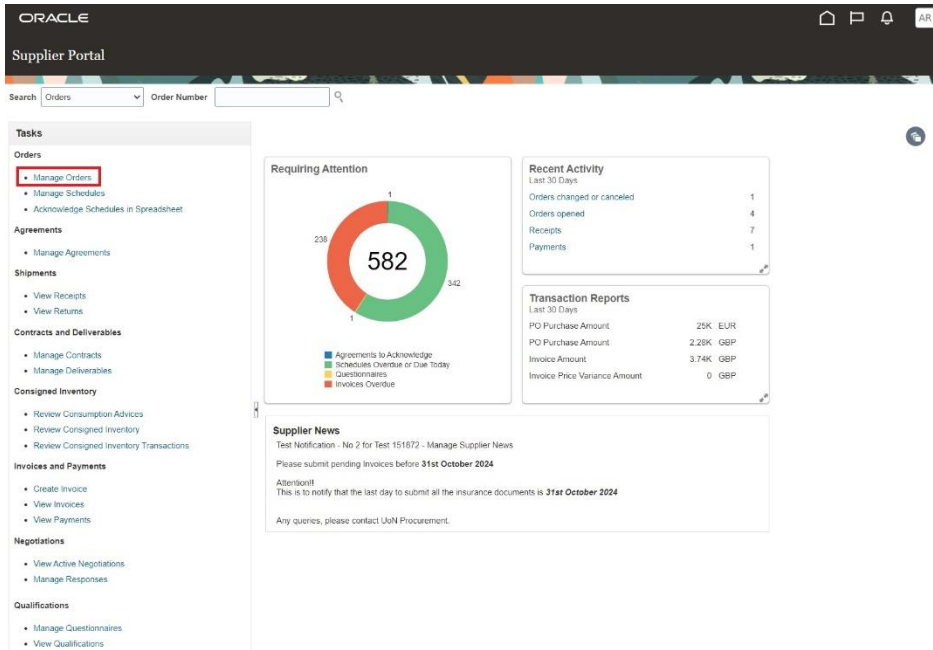 ORACLE
AR
Supplier Portal
Search Orders Order Number
Tasks
Orders
Manage Orders
Manage Schedules
Acknowledge Schedules in Spreadsheet
Agreements
Manage Agreements
Shipments
View Receipts
View Returns
Contracts and Deliverables
Manage Contracts
Manage Deliverables
Consigned Inventory
Review Consumption Advices
Review Consigned Inventory
Review Consigned Inventory Transactions
Invoices and Payments
Create Invoice
View Invoices
View Payments
Negotiations
View Active Negotiations
Manage Responses
Qualifications
Manage Questionnaires
View Qualifications
Requiring Attention
1
238
582
342
1
Agreements to Acknowledge
Schedules Overdue or Due Today
Questionnaires
Invoices Overdue
Recent Activity
Last 30 Days
Orders changed or canceled 1
Orders opened 4
Receipts 7
Payments 1
Transaction Reports
Last 30 Days
PO Purchase Amount 25K EUR
PO Purchase Amount 2.28K GBP
Invoice Amount 3.74K GBP
Invoice Price Variance Amount 0 GBP
Supplier News
Test Notification - No 2 for Test 151872 - Manage Supplier News
Please submit pending Invoices before 31st October 2024
Attention!!
This is to notify that the last day to submit all the insurance documents is 31st October 2024
Any queries, please contact UoN Procurement.